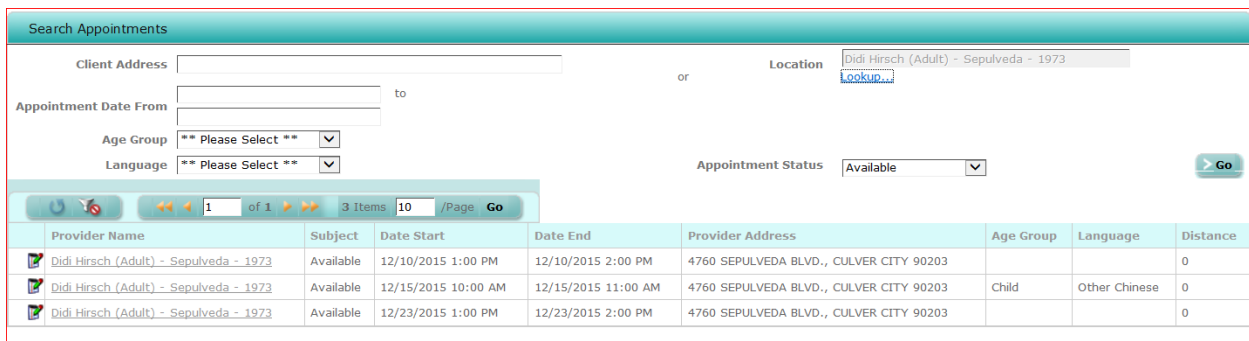 Search Appointments
Client Address
or
Location
Didi Hirsch (Adult) - Sepulveda - 1973
Lookup...
Appointment Date From
to
Age Group ** Please Select **
Language ** Please Select **
Appointment Status Available
Go
1 of 1 3 Items 10 /Page Go
Provider Name Subject Date Start Date End Provider Address Age Group Language Distance
Didi Hirsch (Adult) - Sepulveda - 1973 Available 12/10/2015 1:00 PM 12/10/2015 2:00 PM 4760 SEPULVEDA BLVD., CULVER CITY 90203 0
Didi Hirsch (Adult) - Sepulveda - 1973 Available 12/15/2015 10:00 AM 12/15/2015 11:00 AM 4760 SEPULVEDA BLVD., CULVER CITY 90203 Child Other Chinese 0
Didi Hirsch (Adult) - Sepulveda - 1973 Available 12/23/2015 1:00 PM 12/23/2015 2:00 PM 4760 SEPULVEDA BLVD., CULVER CITY 90203 0